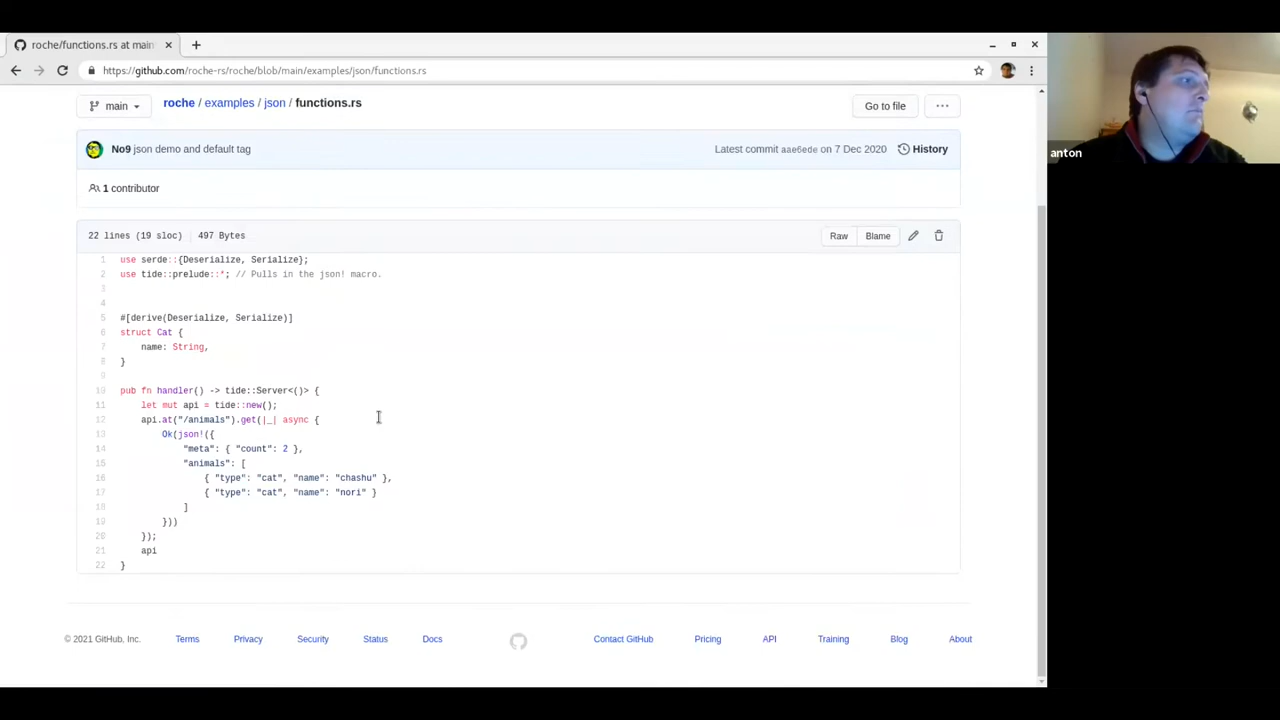 roche/functions.rs at main
https://github.com/roche-rs/roche/blob/main/examples/json/functions.rs
main
roche / examples / json / functions.rs
Go to file
No9 json demo and default tag
Latest commit aae6ede on 7 Dec 2020
History
1 contributor
22 lines (19 sloc)
497 Bytes
Raw
Blame
1 use serde::{Deserialize, Serialize};
2 use tide::prelude::*; // Pulls in the json! macro.
3
4
5 #[derive(Deserialize, Serialize)]
6 struct Cat {
7 name: String,
8 }
9
10 pub fn handler() -> tide::Server<()> {
11 let mut api = tide::new();
12 api.at("/animals").get(|_| async {
13 Ok(json!({
14 "meta": { "count": 2 },
15 "animals": [
16 { "type": "cat", "name": "chashu" },
17 { "type": "cat", "name": "nori" }
18 ]
19 }))
20 });
21 api
22 }
© 2021 GitHub, Inc.
Terms
Privacy
Security
Status
Docs
Contact GitHub
Pricing
API
Training
Blog
About
anton